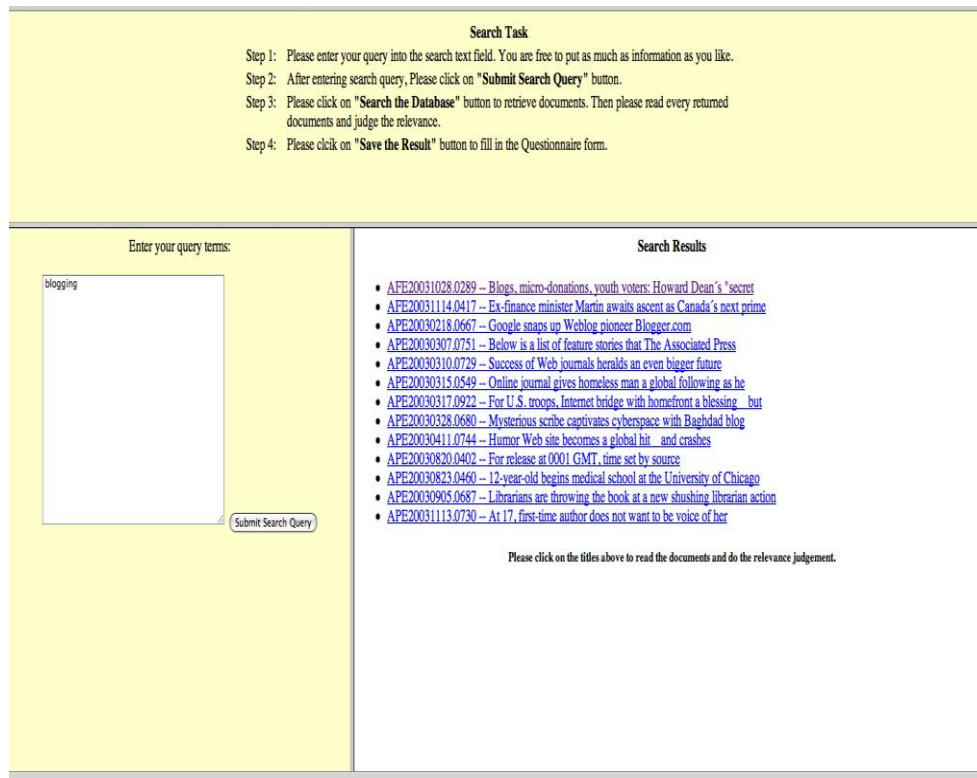 Search Task
Step 1: Please enter your query into the search text field. You are free to put as much as information as you like.
Step 2: After entering search query, Please click on "Submit Search Query" button.
Step 3: Please click on "Search the Database" button to retrieve documents. Then please read every returned
documents and judge the relevance.
Step 4: Please clcik on "Save the Result" button to fill in the Questionnaire form.
Enter your query terms:
blogging
Submit Search Query
Search Results
• AFE20031028.0289 -- Blogs, micro-donations, youth voters: Howard Dean´s "secret
• AFE20031114.0417 -- Ex-finance minister Martin awaits ascent as Canada´s next prime
• APE20030218.0667 -- Google snaps up Weblog pioneer Blogger.com
• APE20030307.0751 -- Below is a list of feature stories that The Associated Press
• APE20030310.0729 -- Success of Web journals heralds an even bigger future
• APE20030315.0549 -- Online journal gives homeless man a global following as he
• APE20030317.0922 -- For U.S. troops, Internet bridge with homefront a blessing but
• APE20030328.0680 -- Mysterious scribe captivates cyberspace with Baghdad blog
• APE20030411.0744 -- Humor Web site becomes a global hit and crashes
• APE20030820.0402 -- For release at 0001 GMT, time set by source
• APE20030823.0460 -- 12-year-old begins medical school at the University of Chicago
• APE20030905.0687 -- Librarians are throwing the book at a new shushing librarian action
• APE20031113.0730 -- At 17, first-time author does not want to be voice of her
Please click on the titles above to read the documents and do the relevance judgement.